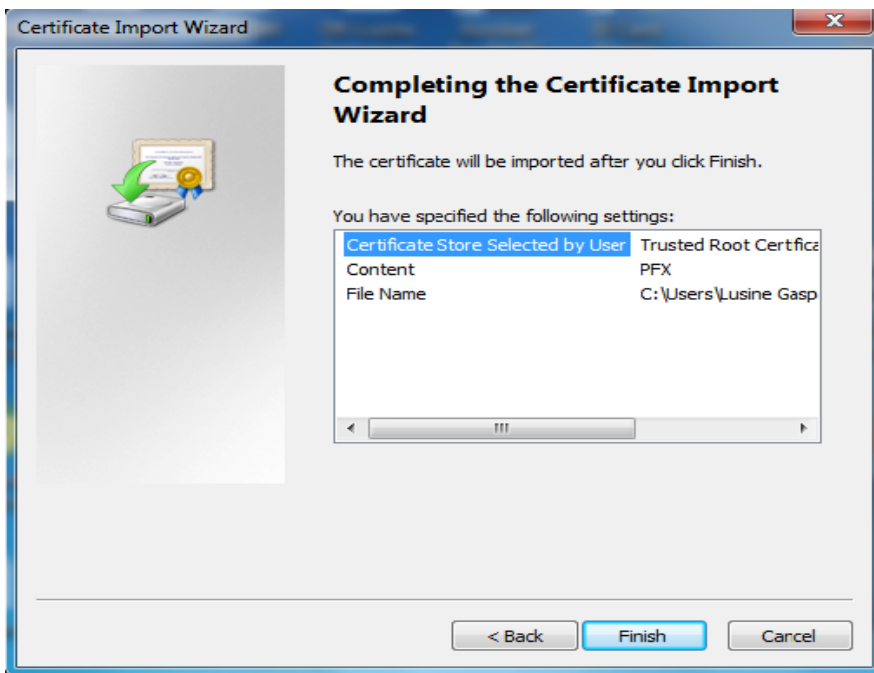 Certificate Import Wizard
Completing the Certificate Import
Wizard
The certificate will be imported after you click Finish.
You have specified the following settings:
Certificate Store Selected by User Trusted Root Certfica
Content PFX
File Name C:\Users\Lusine Gasp
< Back Finish Cancel